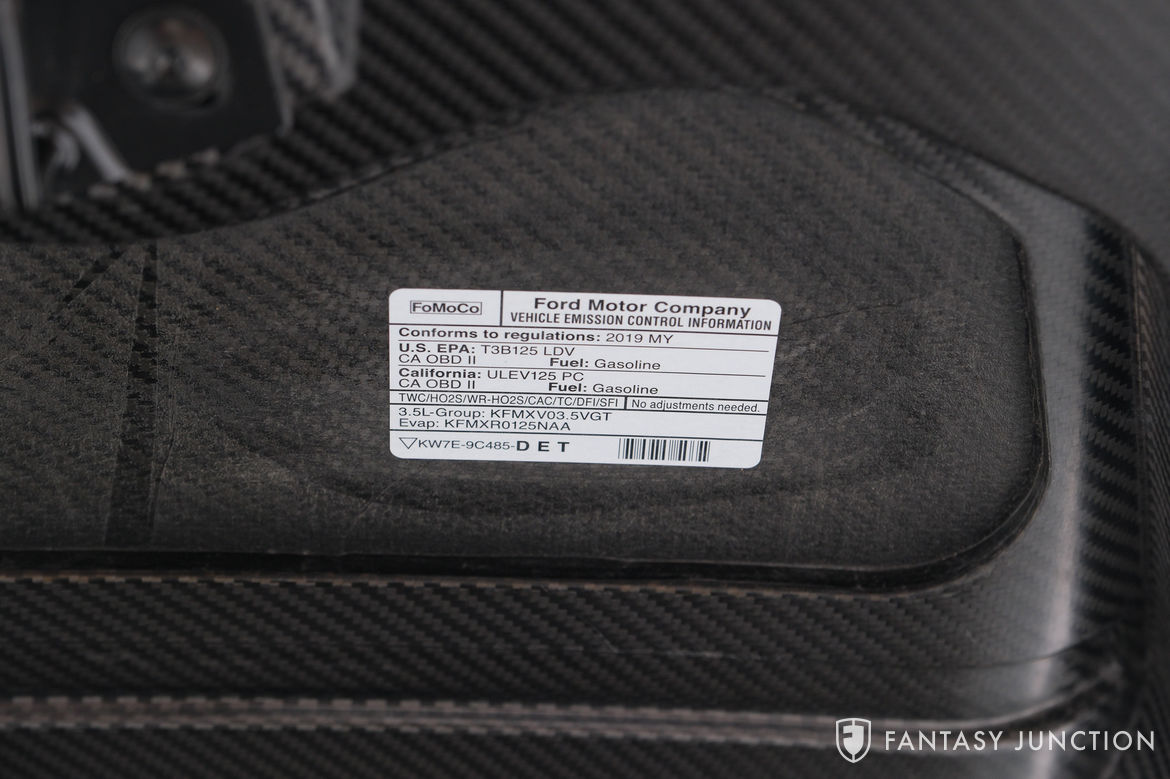 FoMoCo
Ford Motor Company
VEHICLE EMISSION CONTROL INFORMATION
Conforms to regulations: 2019 MY
U.S. EPA: T3B125 LDV
CA OBD II Fuel: Gasoline
California: ULEV125 PC
CA OBD II Fuel: Gasoline
TWC/HO2S/WR-HO2S/CAC/TC/DFI/SFI No adjustments needed.
3.5L-Group: KFMXV03.5VGT
Evap: KFMXR0125NAA
KW7E-9C485-DET
FANTASY JUNCTION